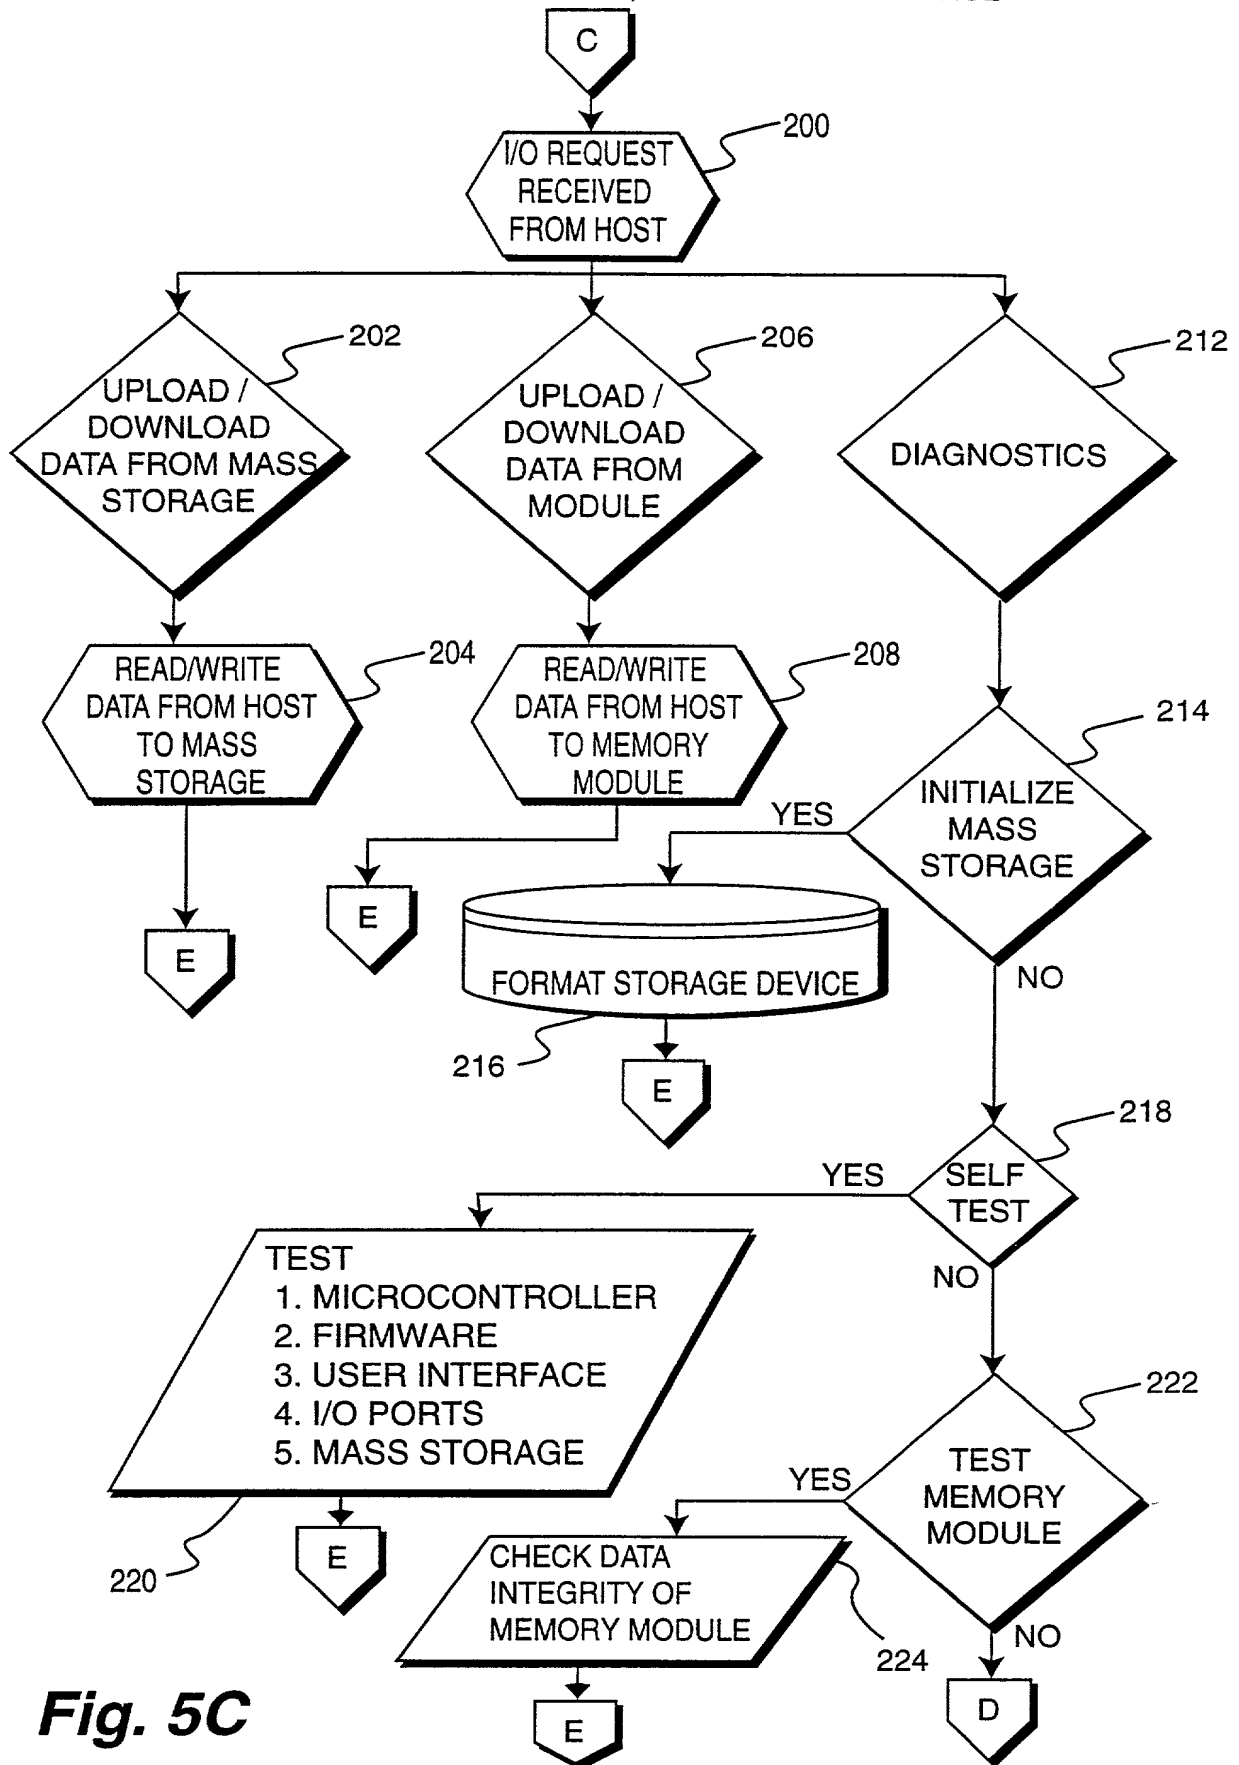 C
200
I/O REQUEST
RECEIVED
FROM HOST
202
UPLOAD /
DOWNLOAD
DATA FROM MASS
STORAGE
206
UPLOAD /
DOWNLOAD
DATA FROM
MODULE
212
DIAGNOSTICS
204
READ/WRITE
DATA FROM HOST
TO MASS
STORAGE
208
READ/WRITE
DATA FROM HOST
TO MEMORY
MODULE
214
INITIALIZE
MASS
STORAGE
YES
NO
E
E
FORMAT STORAGE DEVICE
216
E
218
SELF
TEST
YES
NO
TEST
1. MICROCONTROLLER
2. FIRMWARE
3. USER INTERFACE
4. I/O PORTS
5. MASS STORAGE
220
E
222
TEST
MEMORY
MODULE
YES
NO
CHECK DATA
INTEGRITY OF
MEMORY MODULE
224
E
D
Fig. 5C